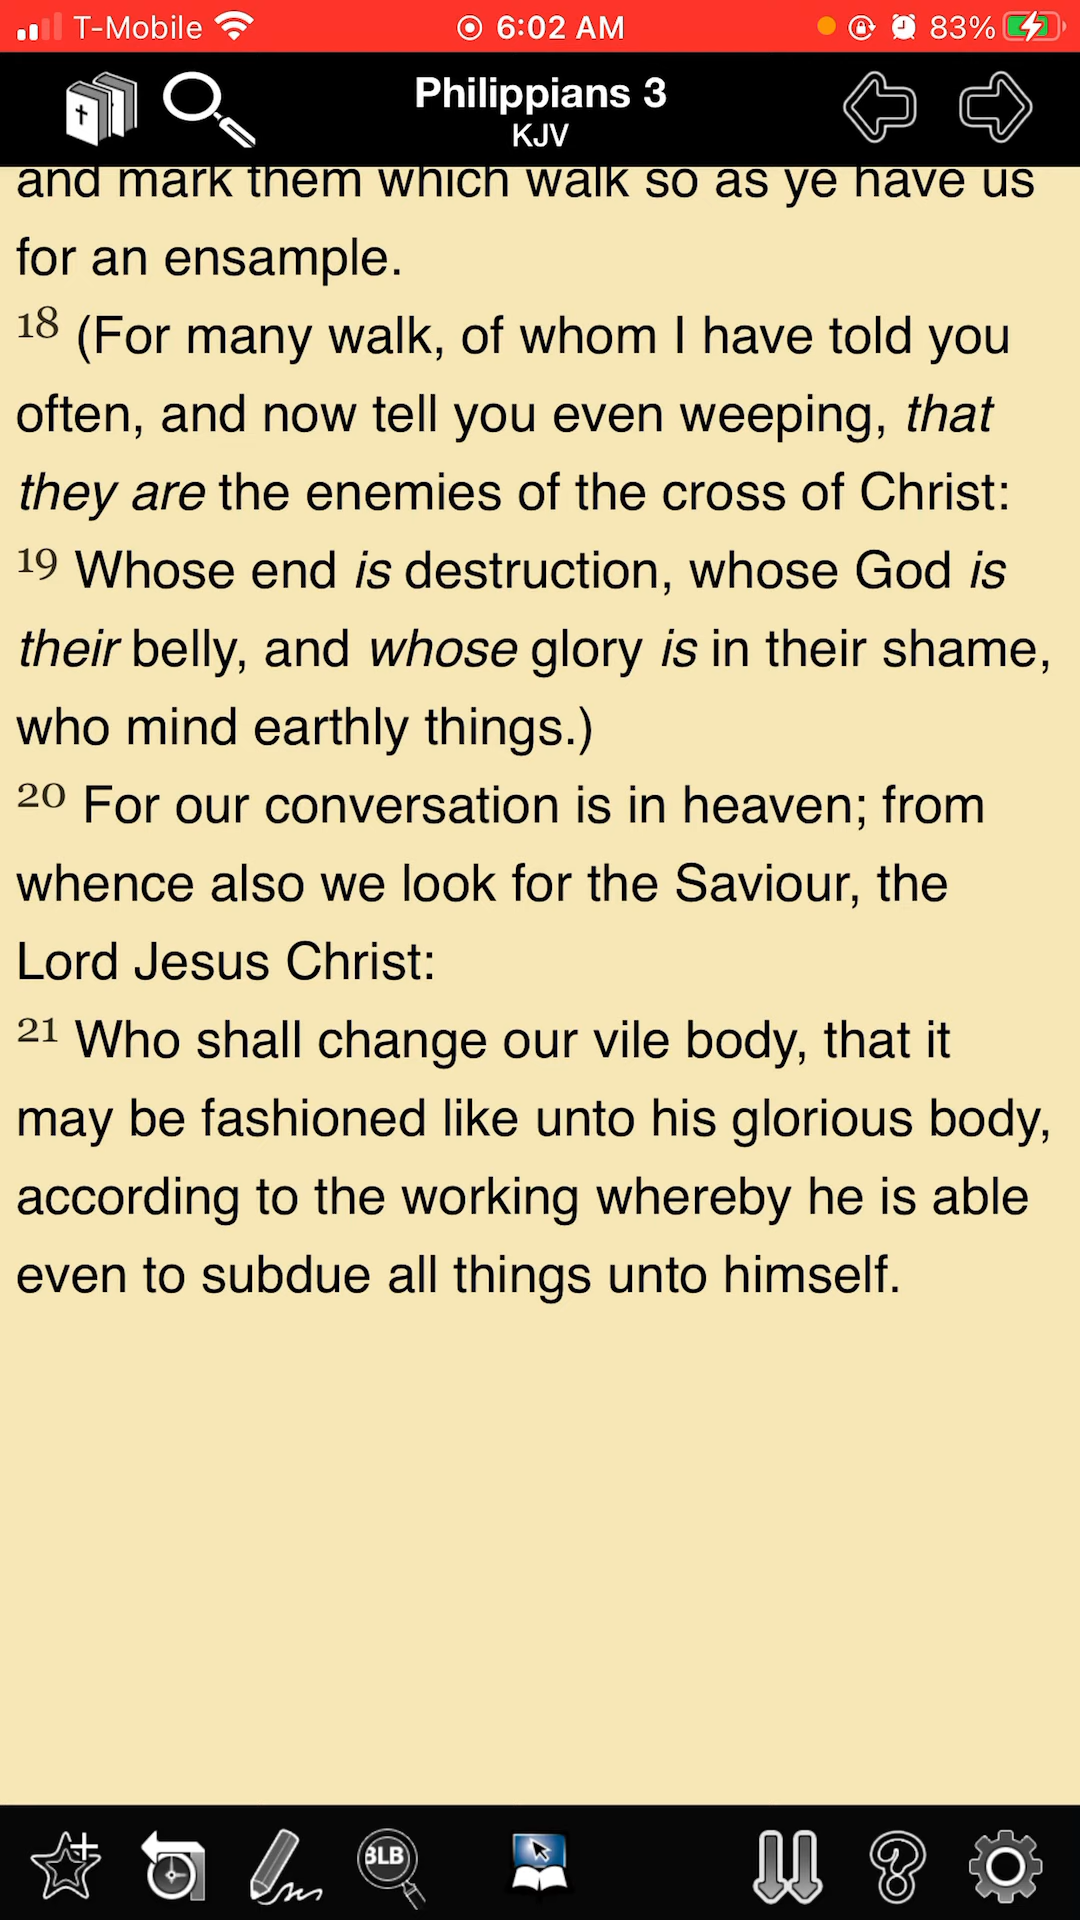 T-Mobile 6:02 AM 83%
Philippians 3
KJV
and mark them which walk so as ye have us
for an ensample.
18 (For many walk, of whom I have told you
often, and now tell you even weeping, that
they are the enemies of the cross of Christ:
19 Whose end is destruction, whose God is
their belly, and whose glory is in their shame,
who mind earthly things.)
20 For our conversation is in heaven; from
whence also we look for the Saviour, the
Lord Jesus Christ:
21 Who shall change our vile body, that it
may be fashioned like unto his glorious body,
according to the working whereby he is able
even to subdue all things unto himself.
BLB